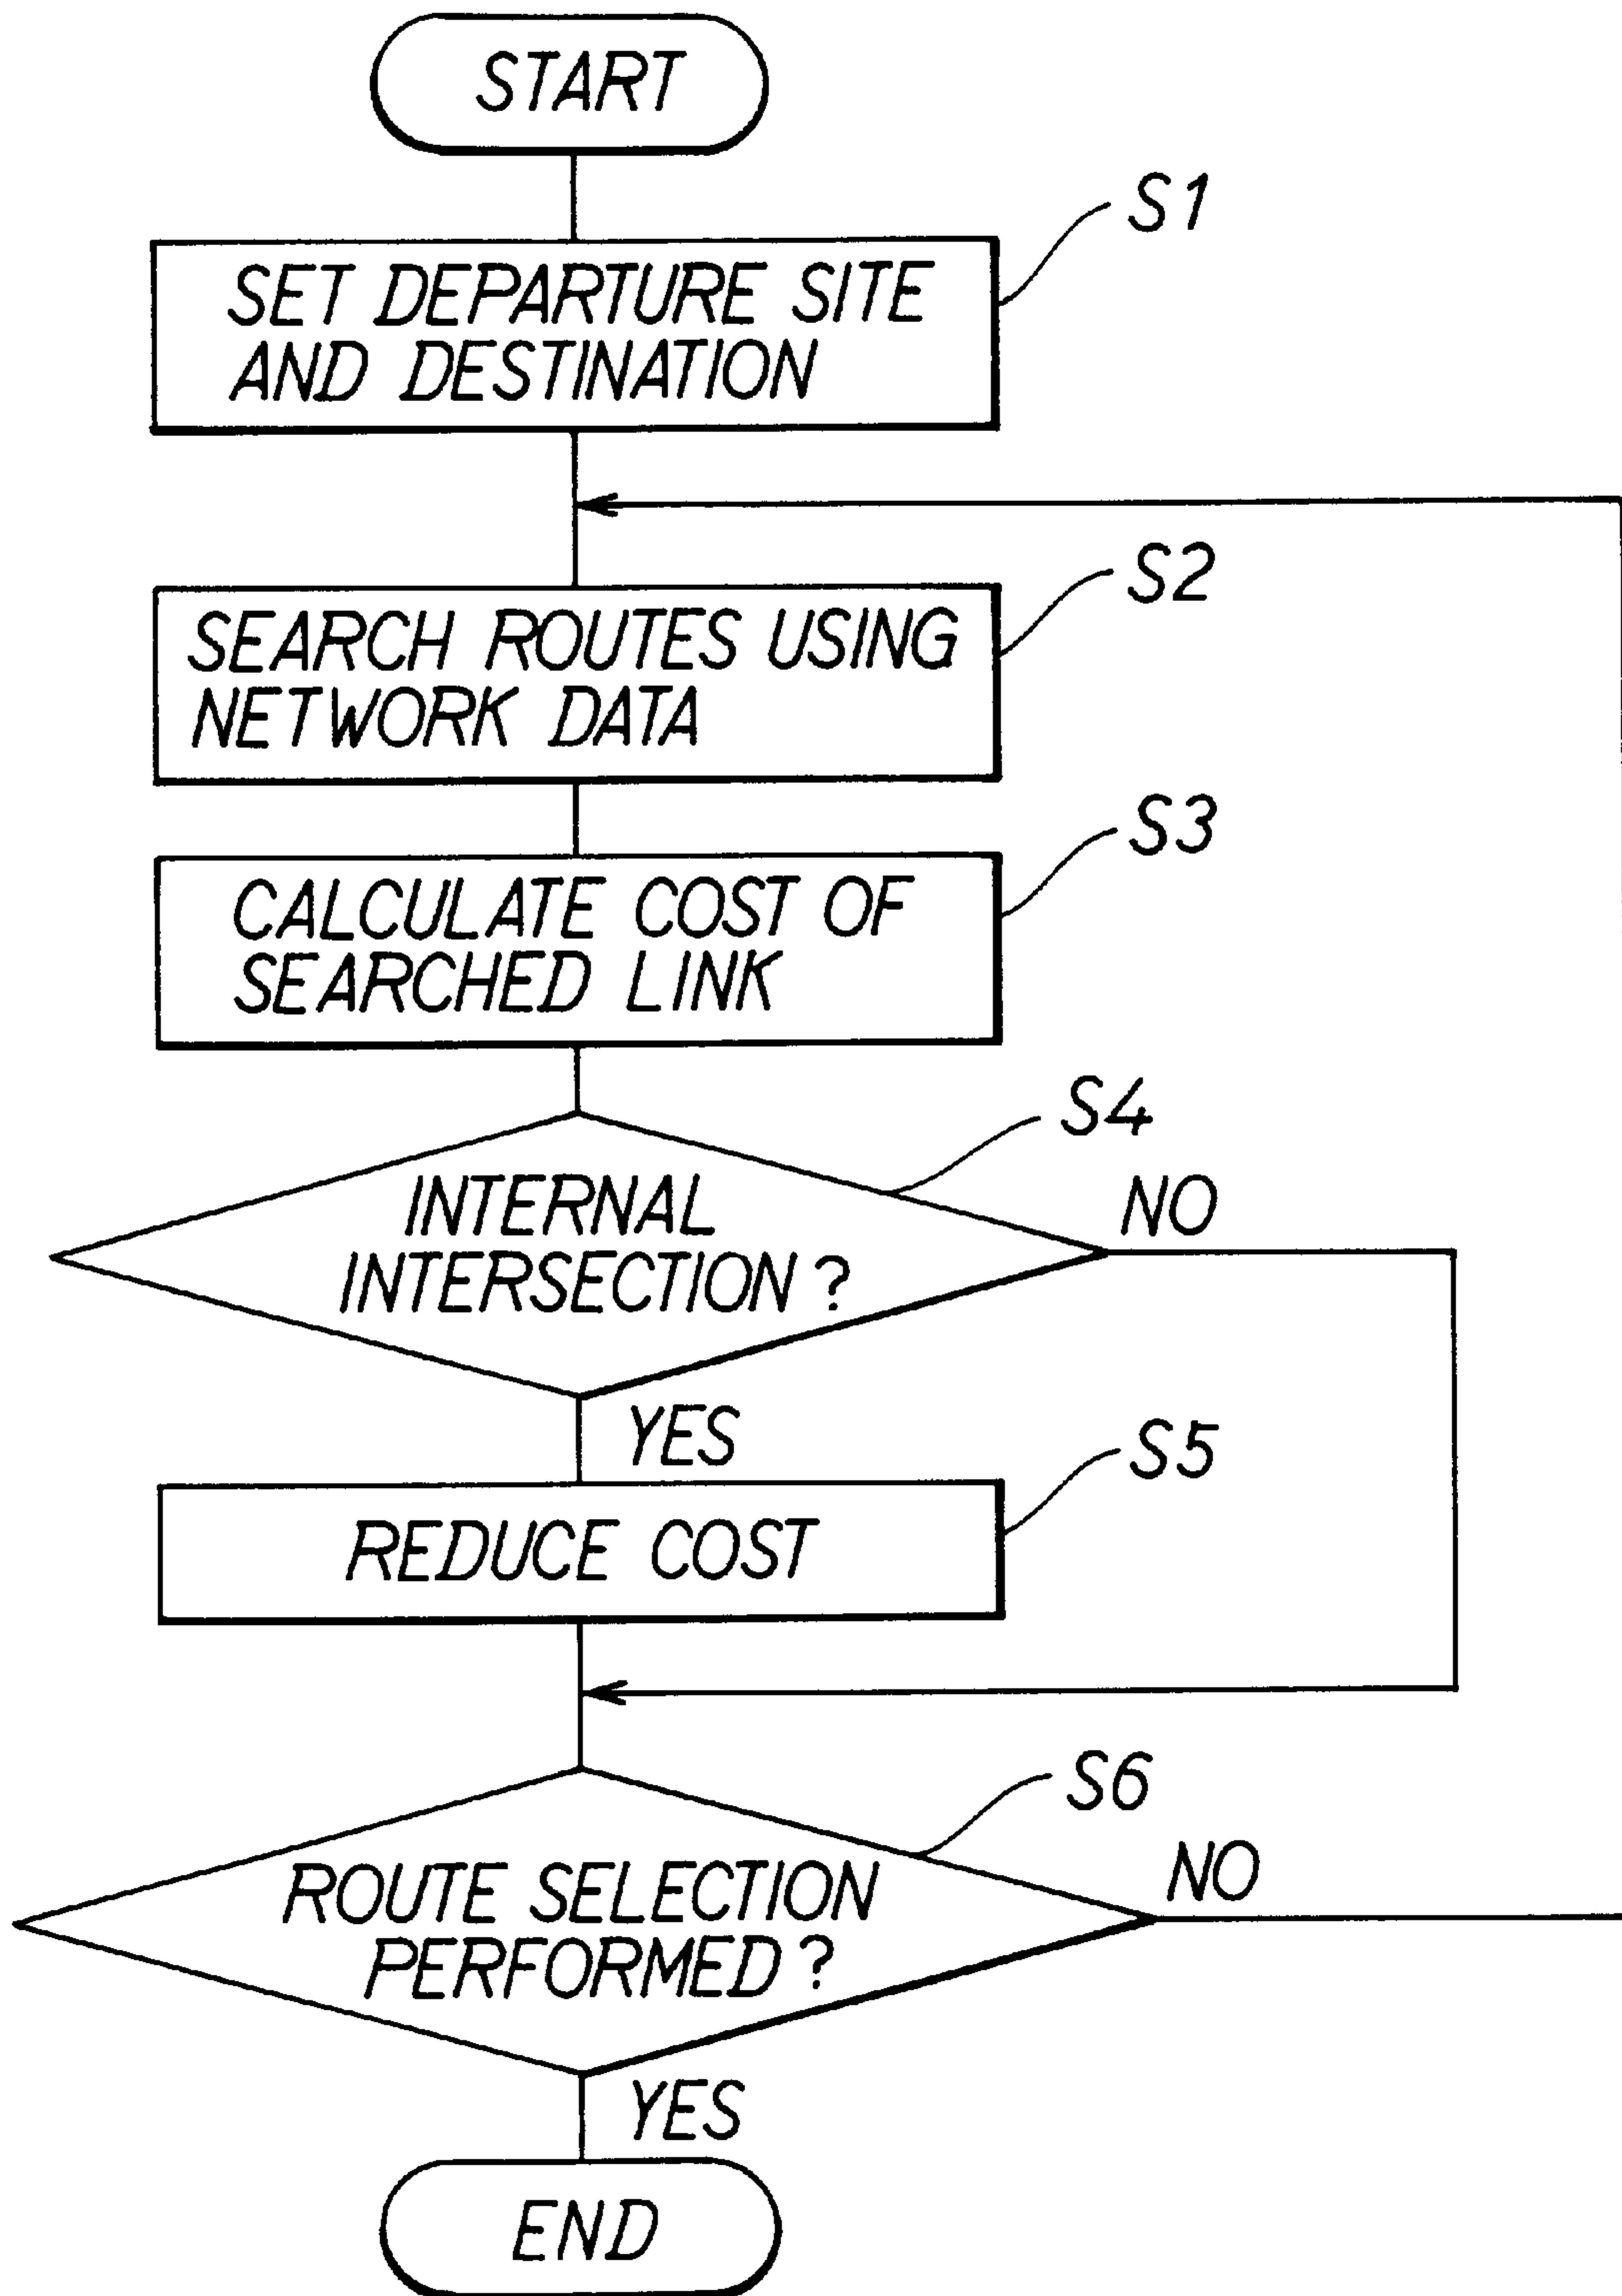 START
S1
SET DEPARTURE SITE
AND DESTINATION
S2
SEARCH ROUTES USING
NETWORK DATA
S3
CALCULATE COST OF
SEARCHED LINK
S4
INTERNAL
INTERSECTION?
NO
YES
S5
REDUCE COST
S6
ROUTE SELECTION
PERFORMED?
NO
YES
END